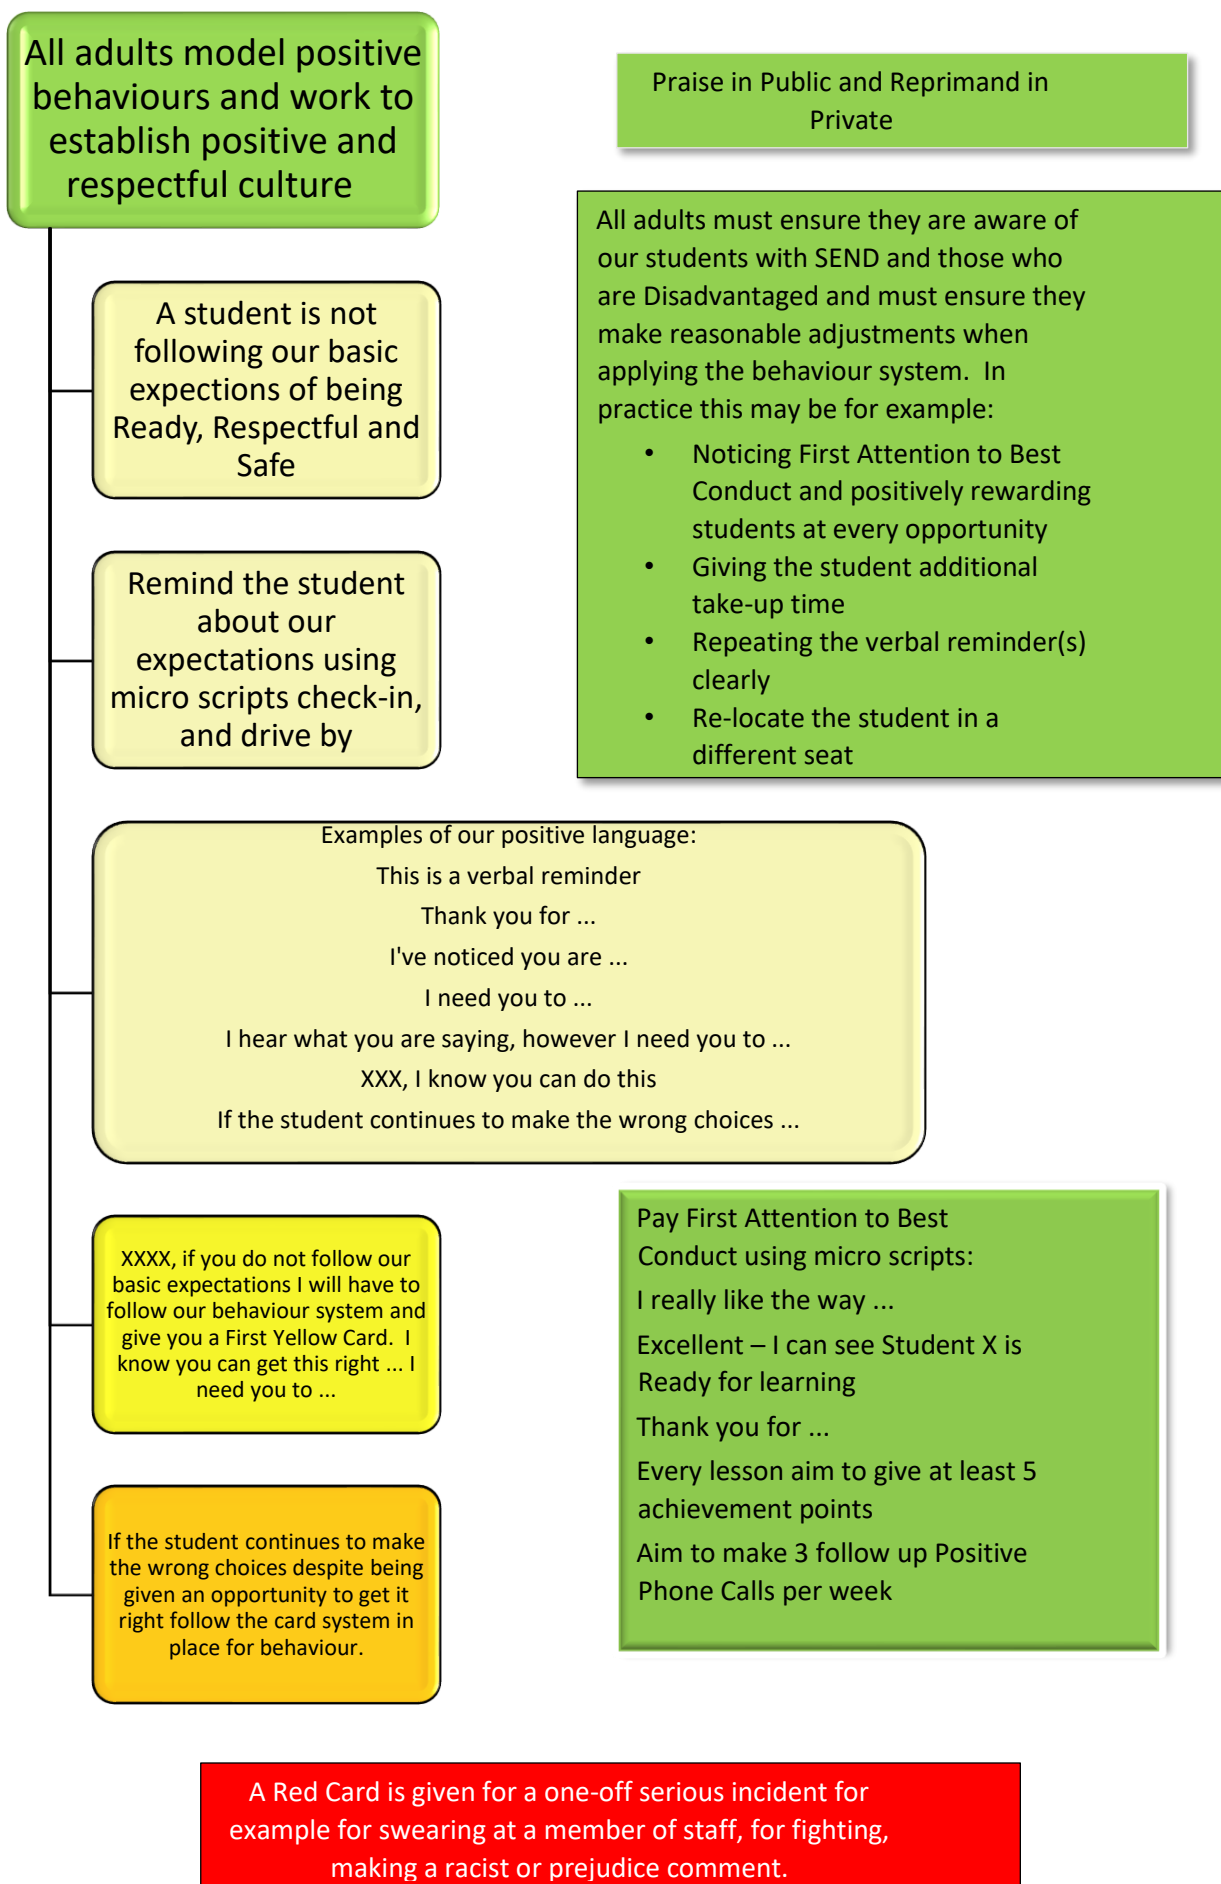 All adults model positive
behaviours and work to
establish positive and
respectful culture
Praise in Public and Reprimand in
Private
All adults must ensure they are aware of
our students with SEND and those who
are Disadvantaged and must ensure they
make reasonable adjustments when
applying the behaviour system.  In
practice this may be for example:
• Noticing First Attention to Best
Conduct and positively rewarding
students at every opportunity
• Giving the student additional
take-up time
• Repeating the verbal reminder(s)
clearly
• Re-locate the student in a
different seat
A student is not
following our basic
expections of being
Ready, Respectful and
Safe
Remind the student
about our
expectations using
micro scripts check-in,
and drive by
Examples of our positive language:
This is a verbal reminder
Thank you for ...
I've noticed you are ...
I need you to ...
I hear what you are saying, however I need you to ...
XXX, I know you can do this
If the student continues to make the wrong choices ...
XXXX, if you do not follow our
basic expectations I will have to
follow our behaviour system and
give you a First Yellow Card.  I
know you can get this right ... I
need you to ...
Pay First Attention to Best
Conduct using micro scripts:
I really like the way ...
Excellent – I can see Student X is
Ready for learning
Thank you for ...
Every lesson aim to give at least 5
achievement points
Aim to make 3 follow up Positive
Phone Calls per week
If the student continues to make
the wrong choices despite being
given an opportunity to get it
right follow the card system in
place for behaviour.
A Red Card is given for a one-off serious incident for
example for swearing at a member of staff, for fighting,
making a racist or prejudice comment.